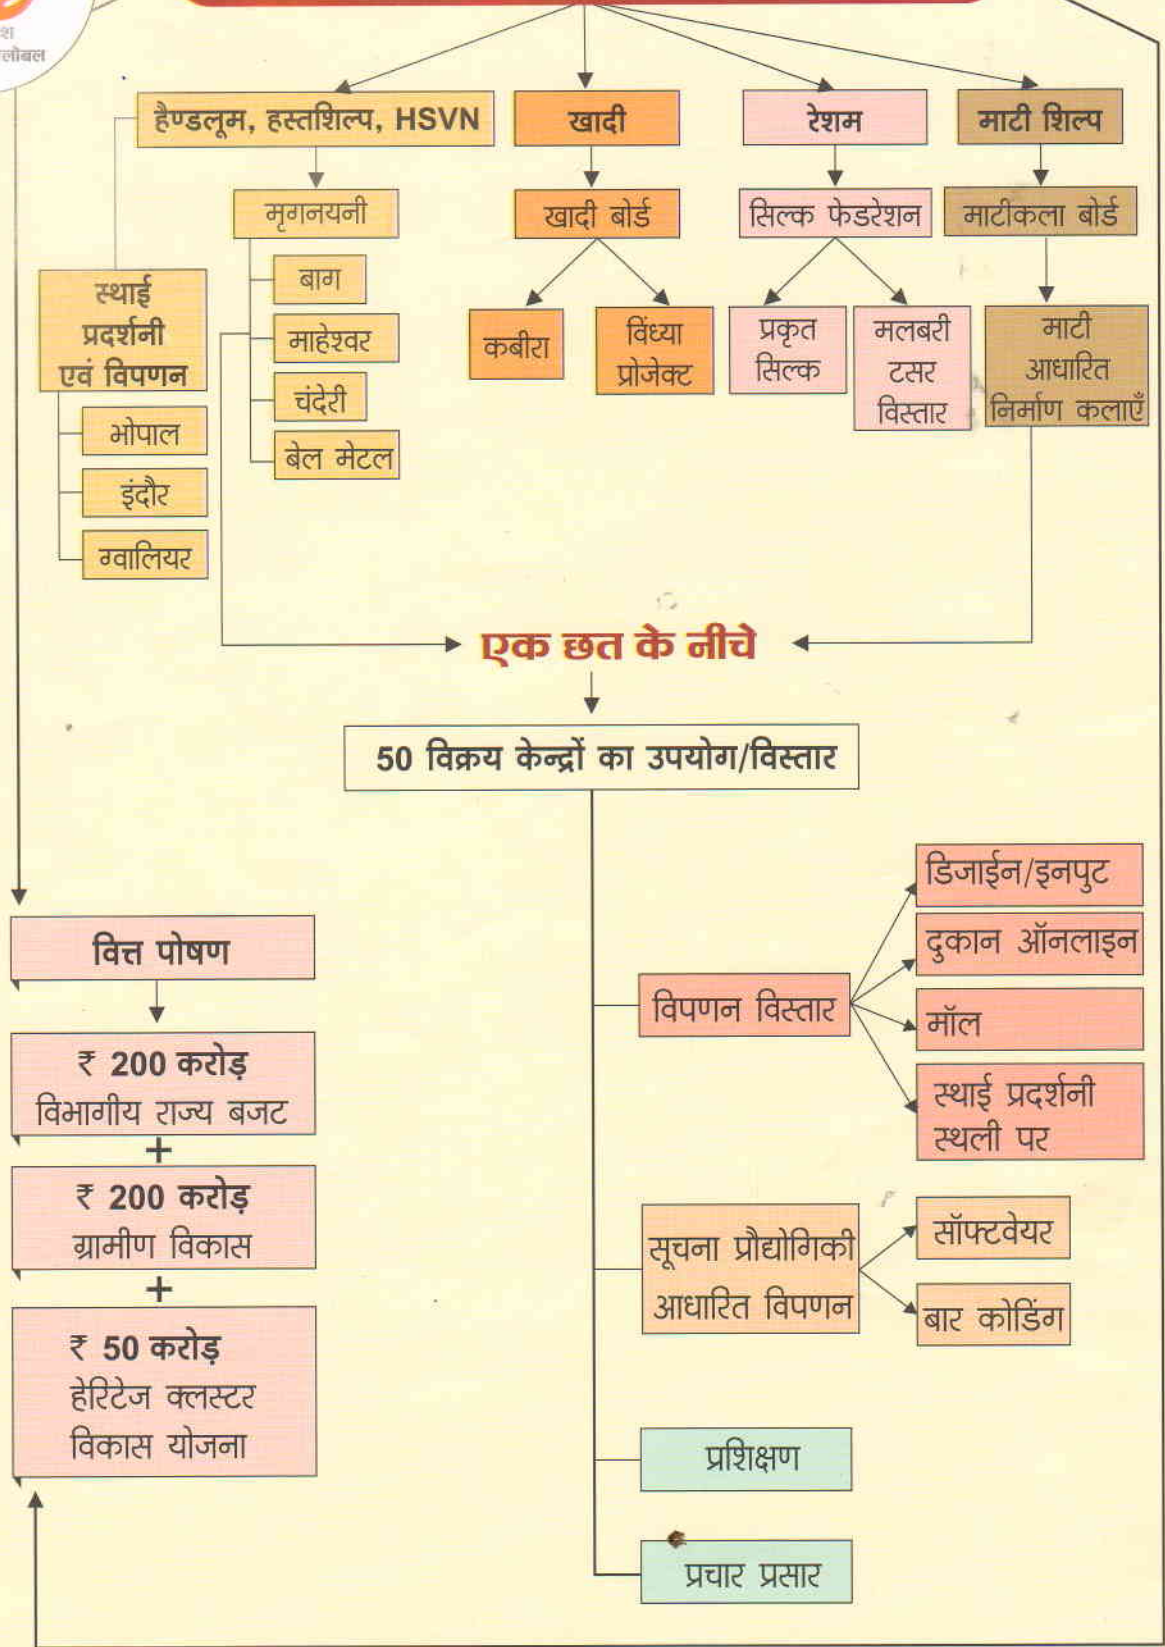 लोबल
हैण्डलूम, हस्तशिल्प, HSVN
खादी
रेशम
माटी शिल्प
मृगनयनी
खादी बोर्ड
सिल्क फेडरेशन
माटीकला बोर्ड
स्थाई
प्रदर्शनी
एवं विपणन
बाग
माहेश्वर
चंदेरी
बेल मेटल
कबीरा
विंध्या
प्रोजेक्ट
प्रकृत
सिल्क
मलबरी
टसर
विस्तार
माटी
आधारित
निर्माण कलाएँ
भोपाल
इंदौर
ग्वालियर
एक छत के नीचे
50 विक्रय केन्द्रों का उपयोग/विस्तार
वित्त पोषण
₹ 200 करोड़
विभागीय राज्य बजट
+
₹ 200 करोड़
ग्रामीण विकास
+
₹ 50 करोड़
हेरिटेज क्लस्टर
विकास योजना
विपणन विस्तार
डिजाईन/इनपुट
दुकान ऑनलाइन
मॉल
स्थाई प्रदर्शनी
स्थली पर
सूचना प्रौद्योगिकी
आधारित विपणन
सॉफ्टवेयर
बार कोडिंग
प्रशिक्षण
प्रचार प्रसार